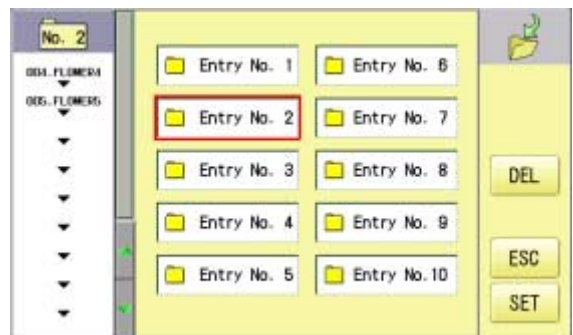 No. 2
004.FLOWER4
005.FLOWER5
Entry No. 1
Entry No. 2
Entry No. 3
Entry No. 4
Entry No. 5
Entry No. 6
Entry No. 7
Entry No. 8
Entry No. 9
Entry No.10
DEL
ESC
SET